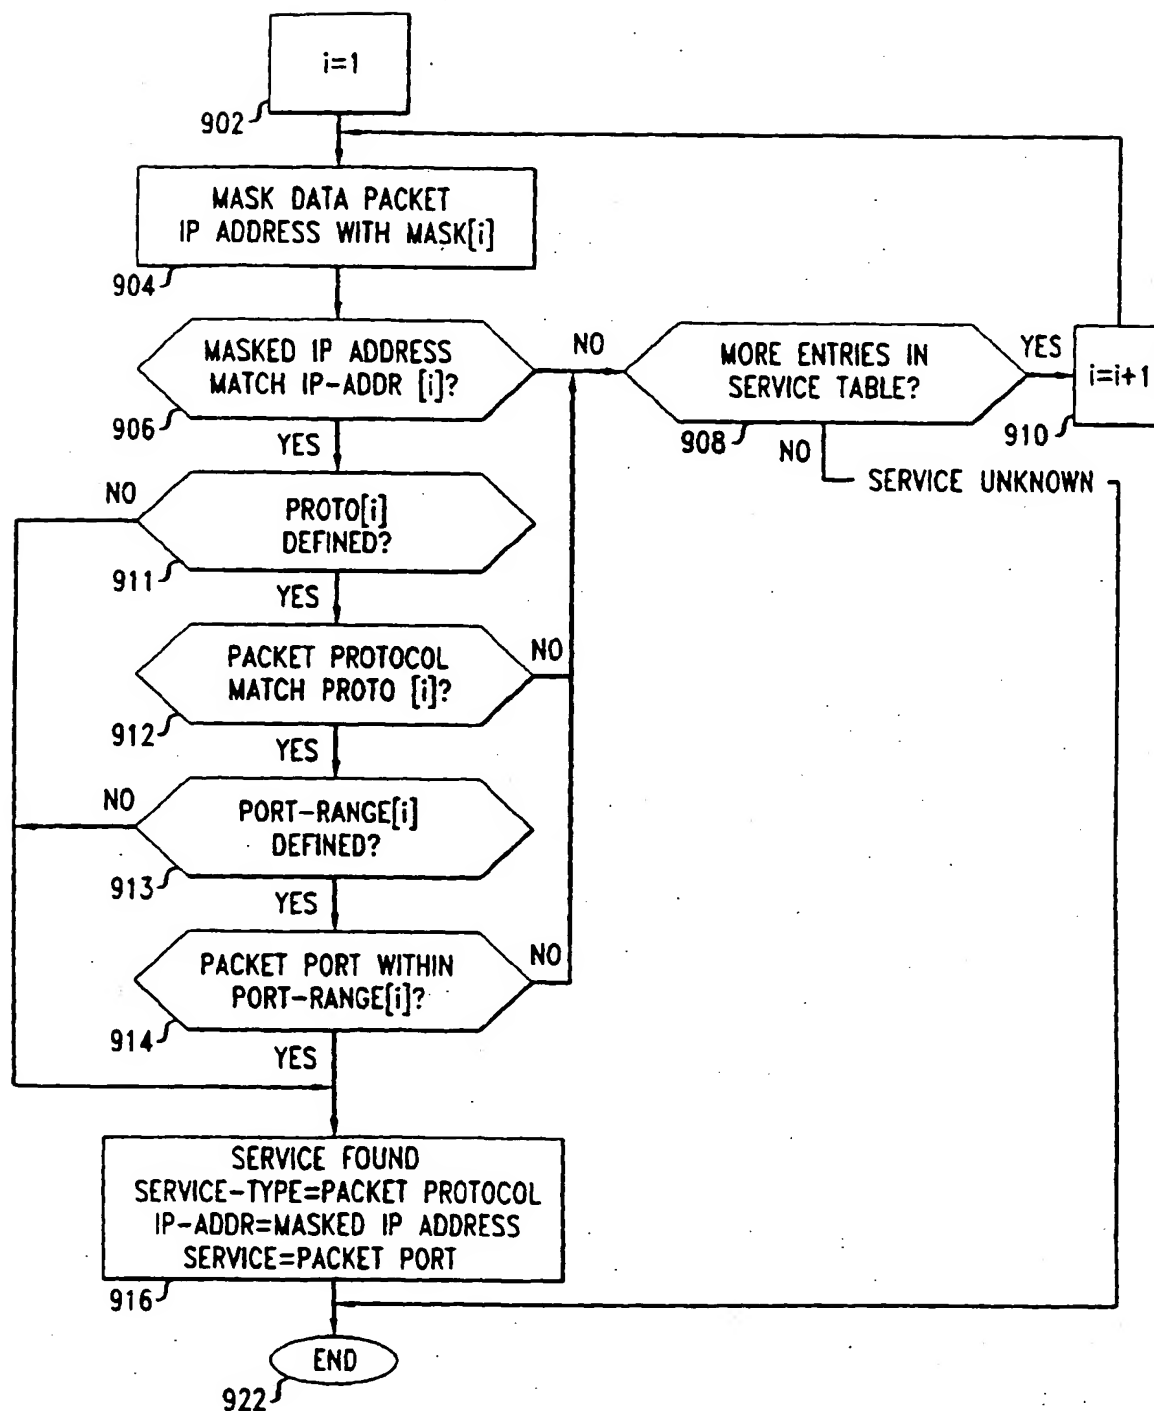 i=1
902
MASK DATA PACKET
IP ADDRESS WITH MASK[i]
904
MASKED IP ADDRESS
MATCH IP-ADDR [i]?
906
NO
MORE ENTRIES IN
SERVICE TABLE?
908
YES
i=i+1
910
NO
SERVICE UNKNOWN
YES
NO
PROTO[i]
DEFINED?
911
YES
PACKET PROTOCOL
MATCH PROTO [i]?
912
NO
YES
NO
PORT-RANGE[i]
DEFINED?
913
YES
PACKET PORT WITHIN
PORT-RANGE[i]?
914
NO
YES
SERVICE FOUND
SERVICE-TYPE=PACKET PROTOCOL
IP-ADDR=MASKED IP ADDRESS
SERVICE=PACKET PORT
916
END
922